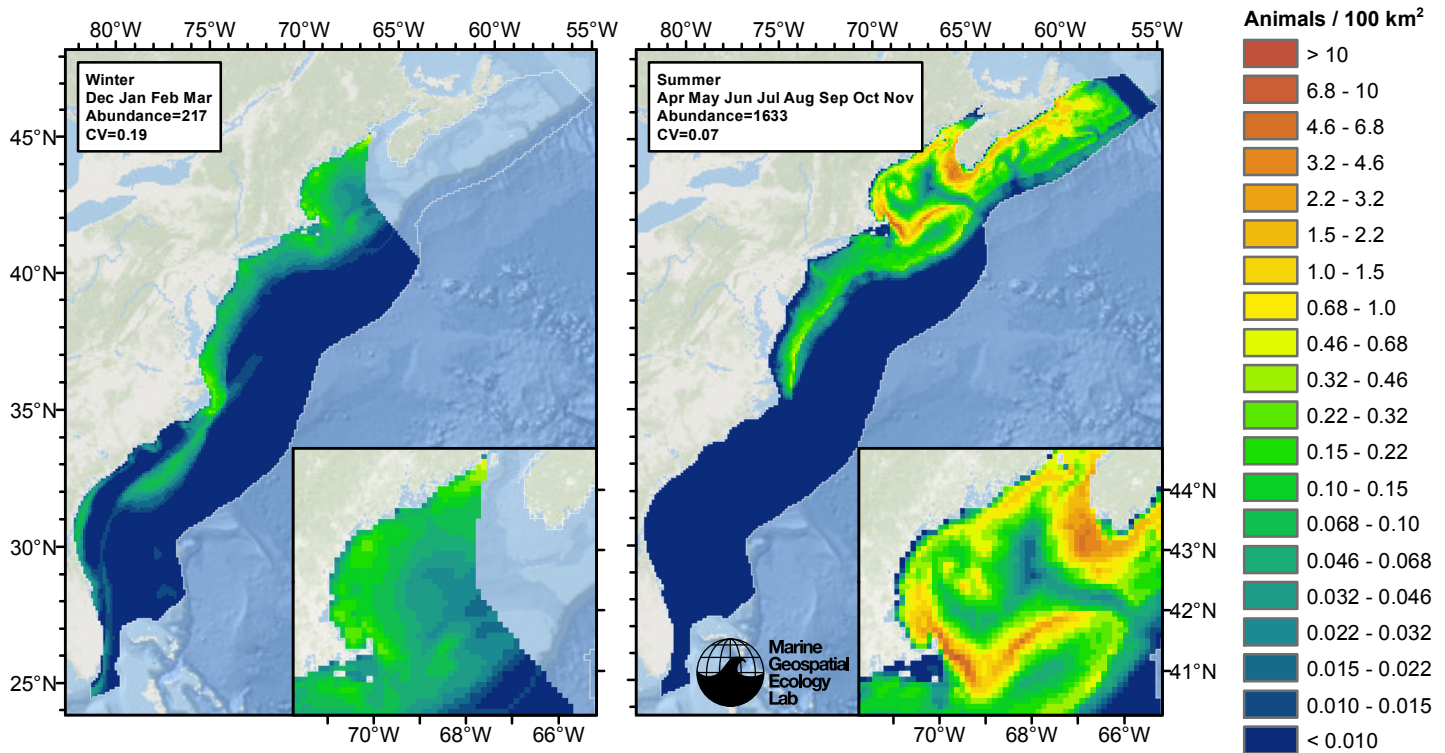 80°W 75°W 70°W 65°W 60°W 55°W
80°W 75°W 70°W 65°W 60°W 55°W
Winter
Dec Jan Feb Mar
Abundance=217
CV=0.19
Summer
Apr May Jun Jul Aug Sep Oct Nov
Abundance=1633
CV=0.07
45°N
40°N
35°N
30°N
25°N
44°N
43°N
42°N
41°N
70°W 68°W 66°W
70°W 68°W 66°W
Marine
Geospatial
Ecology
Lab
Animals / 100 km²
> 10
6.8 - 10
4.6 - 6.8
3.2 - 4.6
2.2 - 3.2
1.5 - 2.2
1.0 - 1.5
0.68 - 1.0
0.46 - 0.68
0.32 - 0.46
0.22 - 0.32
0.15 - 0.22
0.10 - 0.15
0.068 - 0.10
0.046 - 0.068
0.032 - 0.046
0.022 - 0.032
0.015 - 0.022
0.010 - 0.015
< 0.010